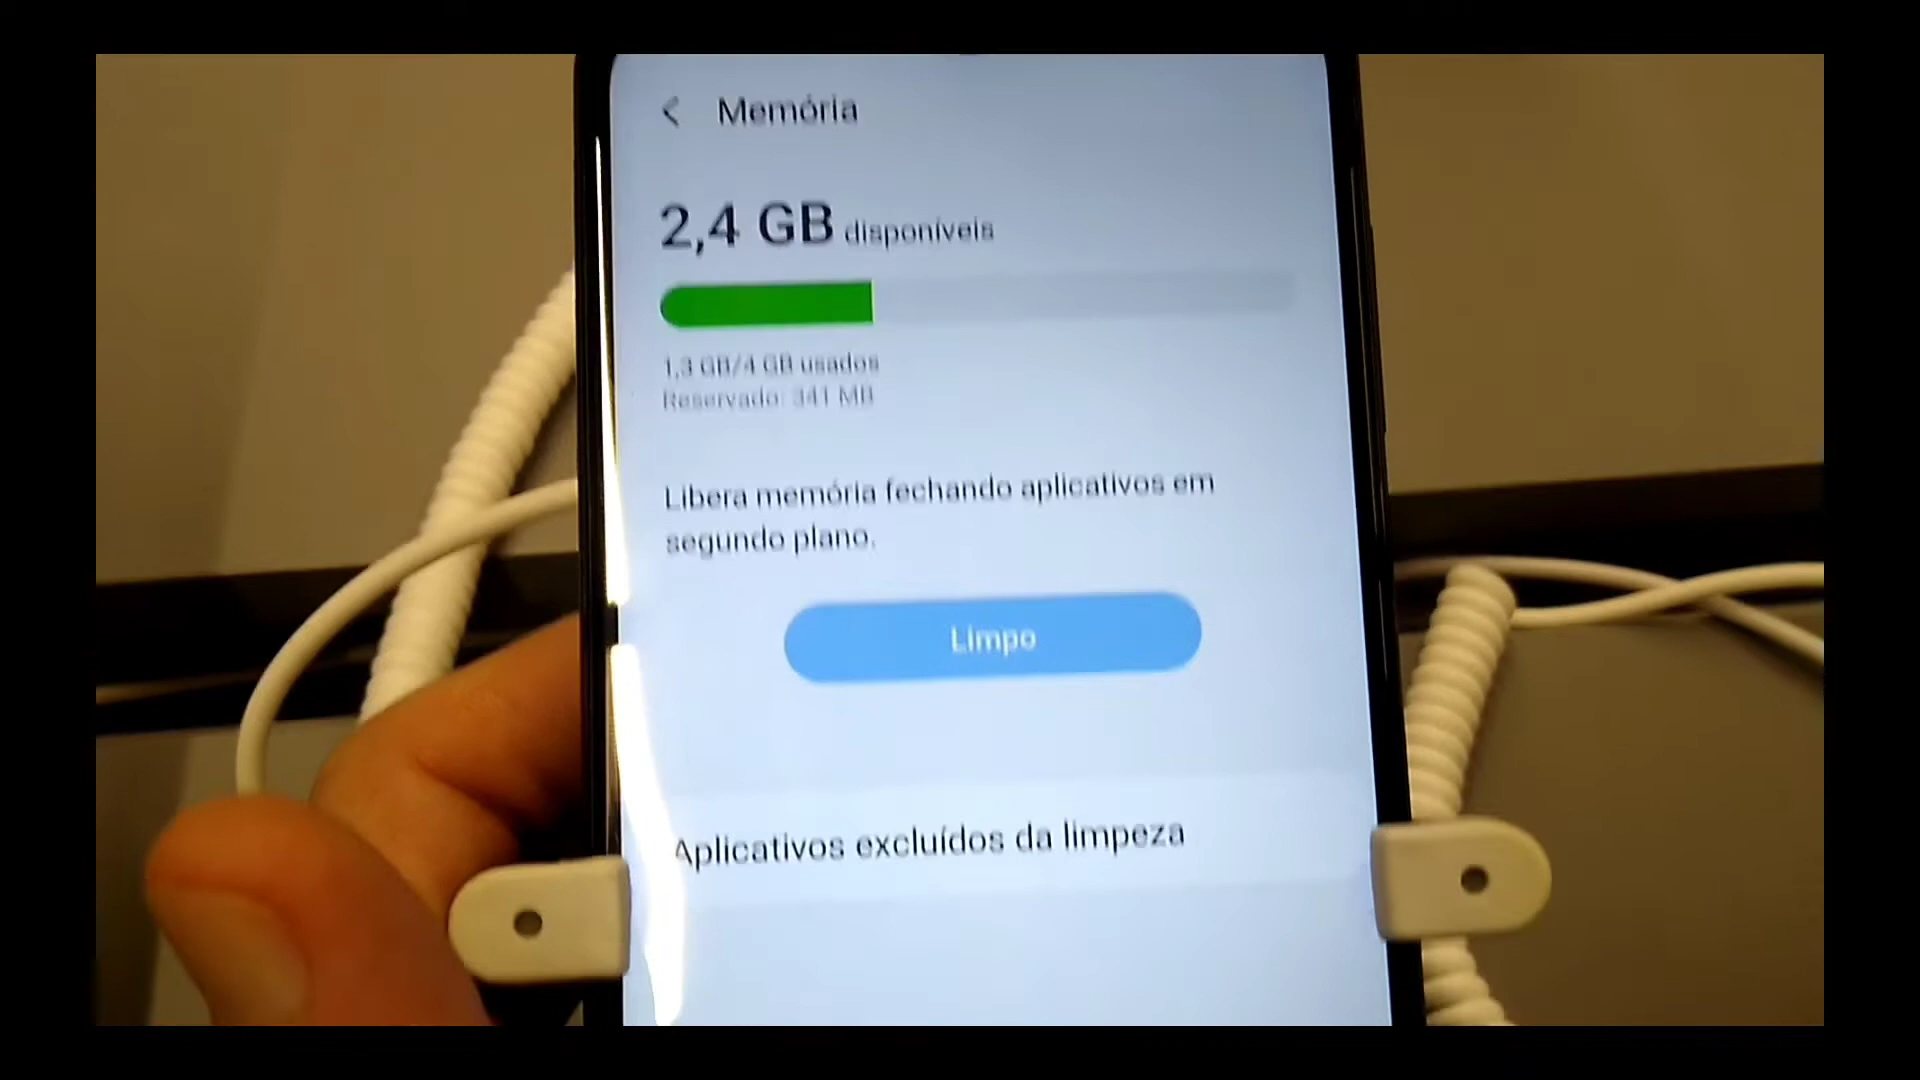 Memória
2,4 GB disponíveis
1,3 GB/4 GB usados
Reservado: 341 MB
Libera memória fechando aplicativos em
segundo plano.
Limpo
Aplicativos excluídos da limpeza